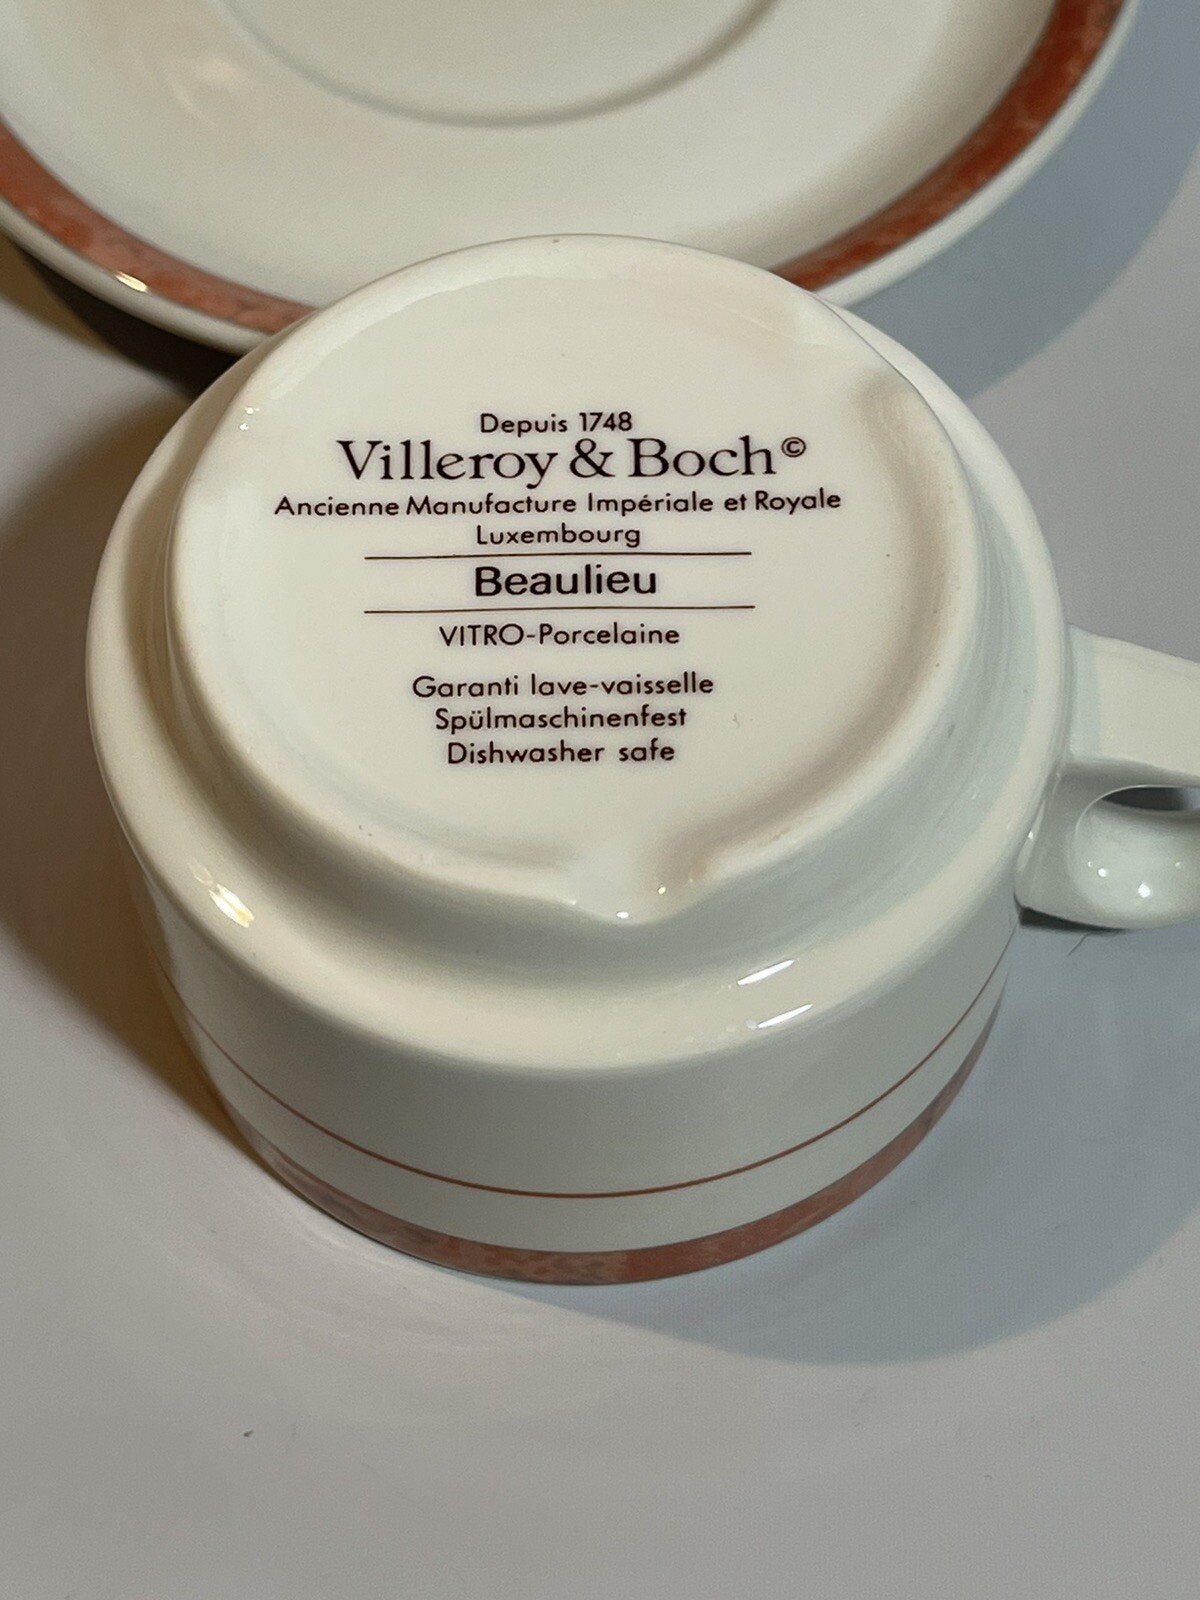 Depuis 1748
Villeroy & Boch©
Ancienne Manufacture Impériale et Royale
Luxembourg
Beaulieu
VITRO-Porcelaine
Garanti lave-vaisselle
Spülmaschinenfest
Dishwasher safe